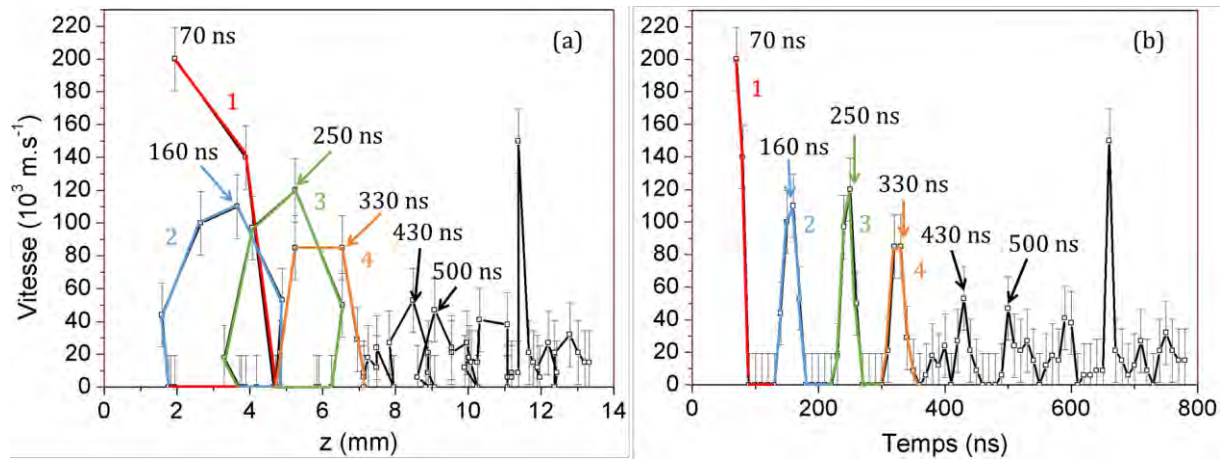 220
200
180
160
140
120
100
80
60
40
20
0
Vitesse (10³ m.s⁻¹)
70 ns
(a)
1
250 ns
160 ns
3
330 ns
2
4
430 ns
500 ns
2 4 6 8 10 12 14
z (mm)
220
200
180
160
140
120
100
80
60
40
20
0
70 ns
(b)
1
250 ns
160 ns
330 ns
2
3
430 ns
500 ns
4
0 200 400 600 800
Temps (ns)